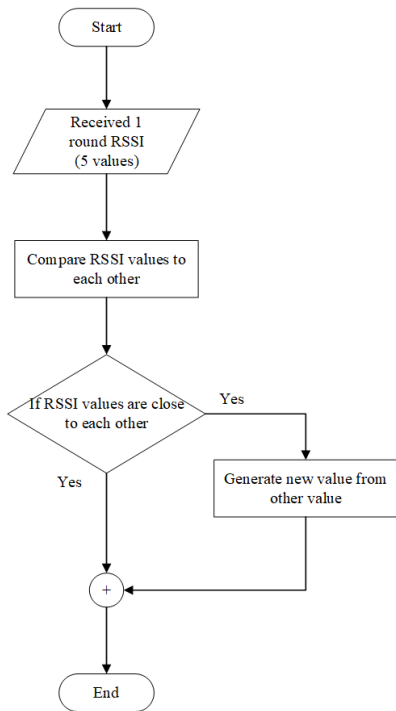 Start
Received 1
round RSSI
(5 values)
Compare RSSI values to
each other
If RSSI values are close
to each other
Yes
Generate new value from
other value
Yes
+
End